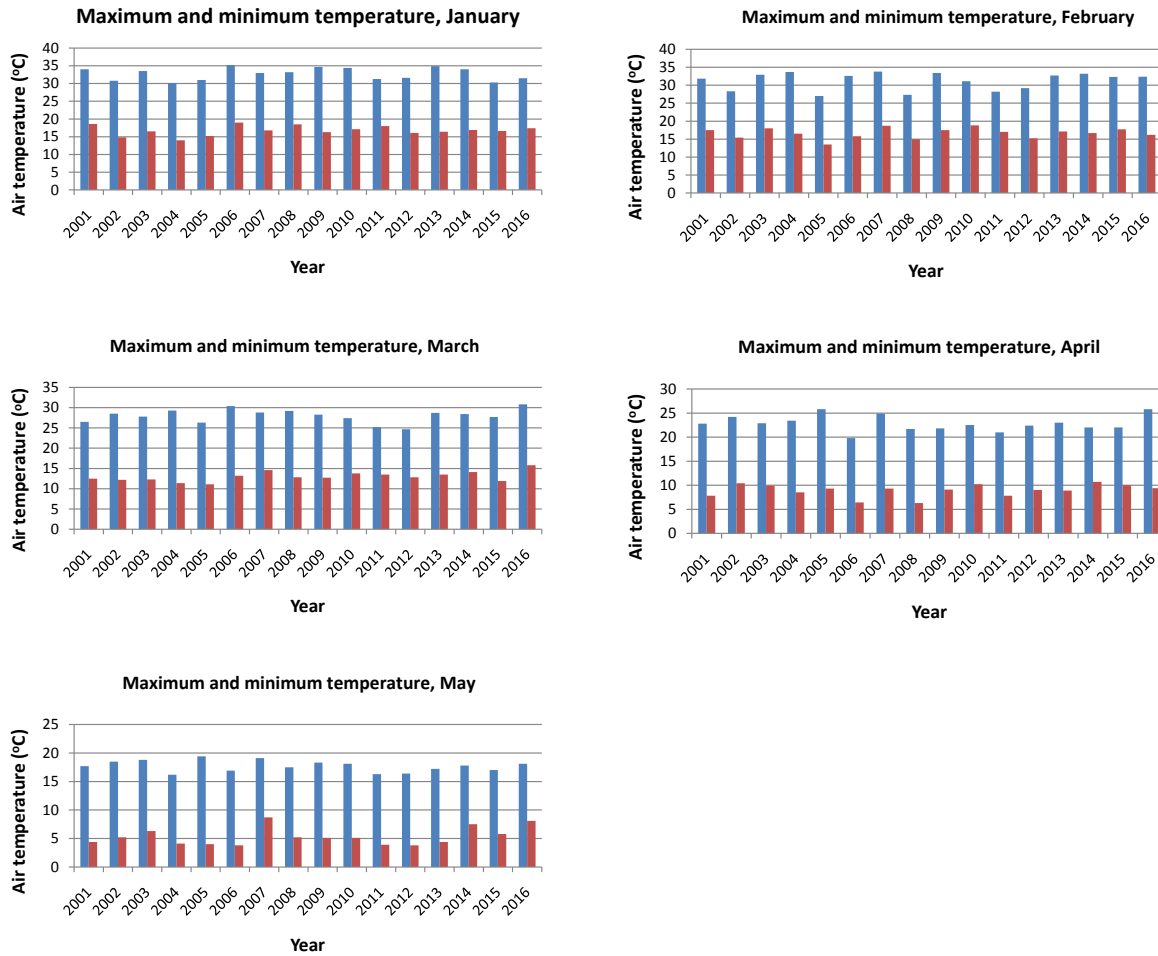 Maximum and minimum temperature, January
Air temperature (ºC)
40
35
30
25
20
15
10
5
0
2001 2002 2003 2004 2005 2006 2007 2008 2009 2010 2011 2012 2013 2014 2015 2016
Year
Maximum and minimum temperature, February
Air temperature (ºC)
40
35
30
25
20
15
10
5
0
2001 2002 2003 2004 2005 2006 2007 2008 2009 2010 2011 2012 2013 2014 2015 2016
Year
Maximum and minimum temperature, March
Air temperature (ºC)
35
30
25
20
15
10
5
0
2001 2002 2003 2004 2005 2006 2007 2008 2009 2010 2011 2012 2013 2014 2015 2016
Year
Maximum and minimum temperature, April
Air temperature (ºC)
30
25
20
15
10
5
0
2001 2002 2003 2004 2005 2006 2007 2008 2009 2010 2011 2012 2013 2014 2015 2016
Year
Maximum and minimum temperature, May
Air temperature (ºC)
25
20
15
10
5
0
2001 2002 2003 2004 2005 2006 2007 2008 2009 2010 2011 2012 2013 2014 2015 2016
Year